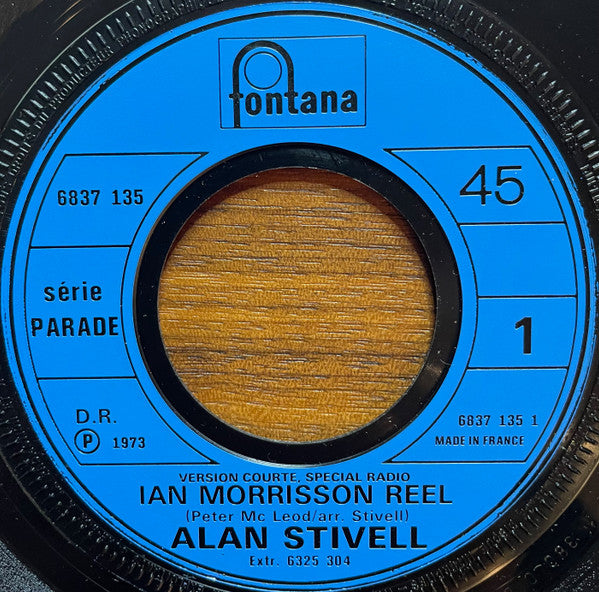 fontana
6837 135
45
série
PARADE
1
D.R.
℗ 1973
6837 135 1
MADE IN FRANCE
VERSION COURTE, SPECIAL RADIO
IAN MORRISSON REEL
(Peter Mc Leod/arr. Stivell)
ALAN STIVELL
Extr. 6325 304